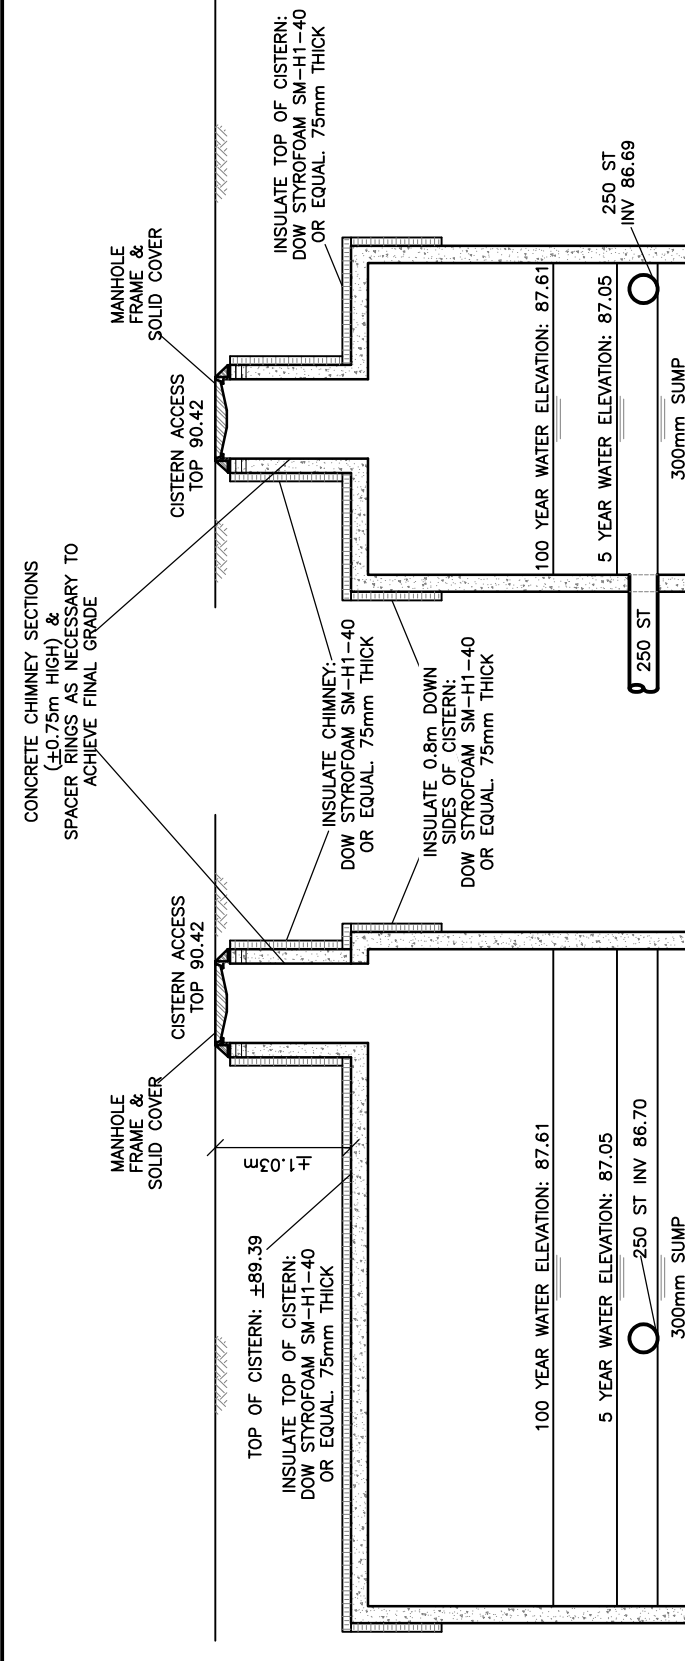 CONCRETE CHIMNEY SECTIONS
(±0.75m HIGH) &
SPACER RINGS AS NECESSARY TO
ACHIEVE FINAL GRADE
MANHOLE
FRAME &
SOLID COVER
CISTERN ACCESS
TOP 90.42
±1.03m
TOP OF CISTERN: ±89.39
INSULATE TOP OF CISTERN:
DOW STYROFOAM SM-H1-40
OR EQUAL. 75mm THICK
INSULATE CHIMNEY:
DOW STYROFOAM SM-H1-40
OR EQUAL. 75mm THICK
INSULATE 0.8m DOWN
SIDES OF CISTERN:
DOW STYROFOAM SM-H1-40
OR EQUAL. 75mm THICK
100 YEAR WATER ELEVATION: 87.61
5 YEAR WATER ELEVATION: 87.05
250 ST INV 86.70
300mm SUMP
MANHOLE
FRAME &
SOLID COVER
CISTERN ACCESS
TOP 90.42
INSULATE TOP OF CISTERN:
DOW STYROFOAM SM-H1-40
OR EQUAL. 75mm THICK
100 YEAR WATER ELEVATION: 87.61
5 YEAR WATER ELEVATION: 87.05
250 ST
INV 86.69
250 ST
300mm SUMP